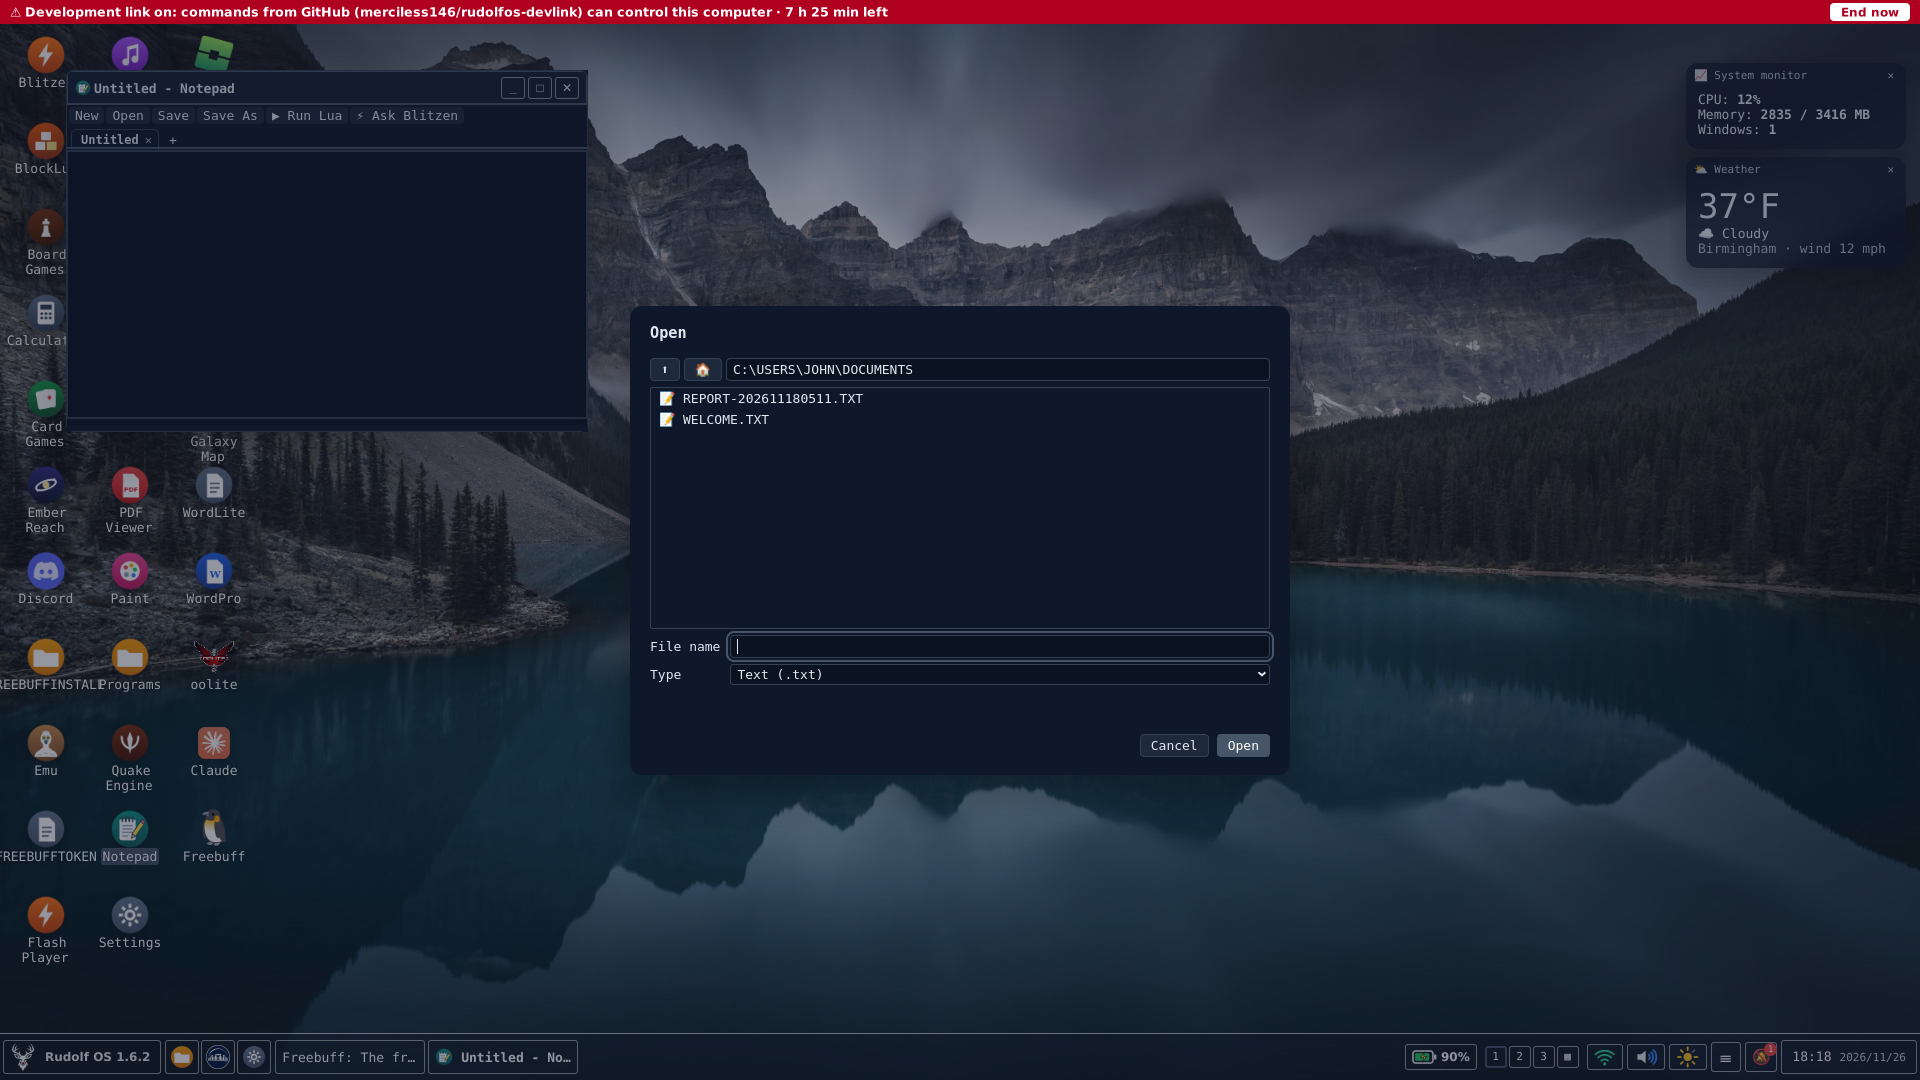 ⚠ Development link on: commands from GitHub (merciless146/rudolfos-devlink) can control this computer · 7 h 25 min left
End now
Blitze
BlockLu
Board
Games
Calculat
Card
Games
Galaxy
Map
Ember
Reach
PDF
Viewer
WordLite
Discord
Paint
WordPro
REEBUFFINSTALL
Programs
oolite
Emu
Quake
Engine
Claude
FREEBUFFTOKEN
Notepad
Freebuff
Flash
Player
Settings
Untitled - Notepad
New Open Save Save As ▶ Run Lua ⚡ Ask Blitzen
Untitled × +
System monitor ×
CPU: 12%
Memory: 2835 / 3416 MB
Windows: 1
Weather ×
37°F
Cloudy
Birmingham · wind 12 mph
Open
C:\USERS\JOHN\DOCUMENTS
REPORT-202611180511.TXT
WELCOME.TXT
File name
Type Text (.txt)
Cancel Open
Rudolf OS 1.6.2
Freebuff: The fr…
Untitled - No…
90%
1 2 3
1
18:18 2026/11/26